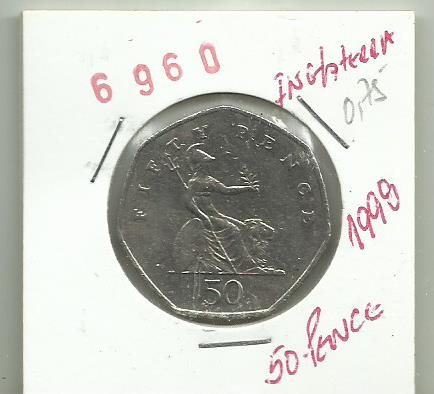 6960
INGlATERRA
0,75
FIFTY PENCE
1999
50
50-PENCE